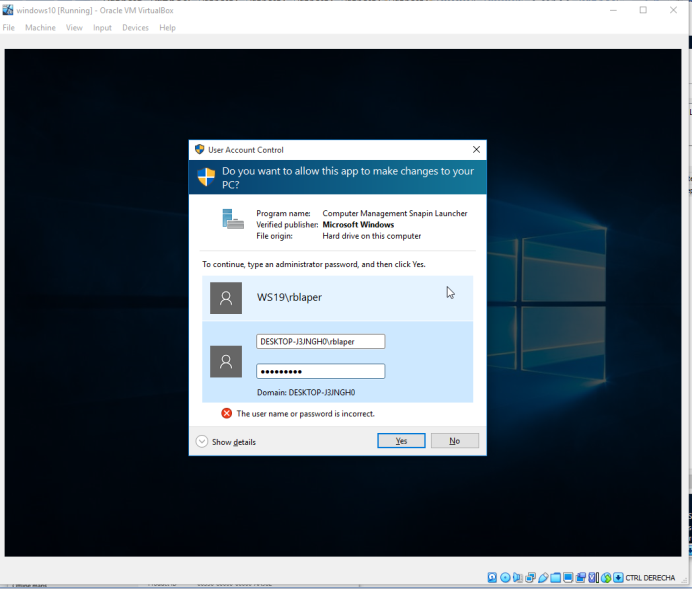 windows10 [Running] - Oracle VM VirtualBox
File Machine View Input Devices Help
User Account Control
Do you want to allow this app to make changes to your
PC?
Program name: Computer Management Snapin Launcher
Verified publisher: Microsoft Windows
File origin: Hard drive on this computer
To continue, type an administrator password, and then click Yes.
WS19\rblaper
DESKTOP-J3JNGH0\rblaper
●●●●●●●●●
Domain: DESKTOP-J3JNGH0
The user name or password is incorrect.
Show details
Yes No
CTRL DERECHA